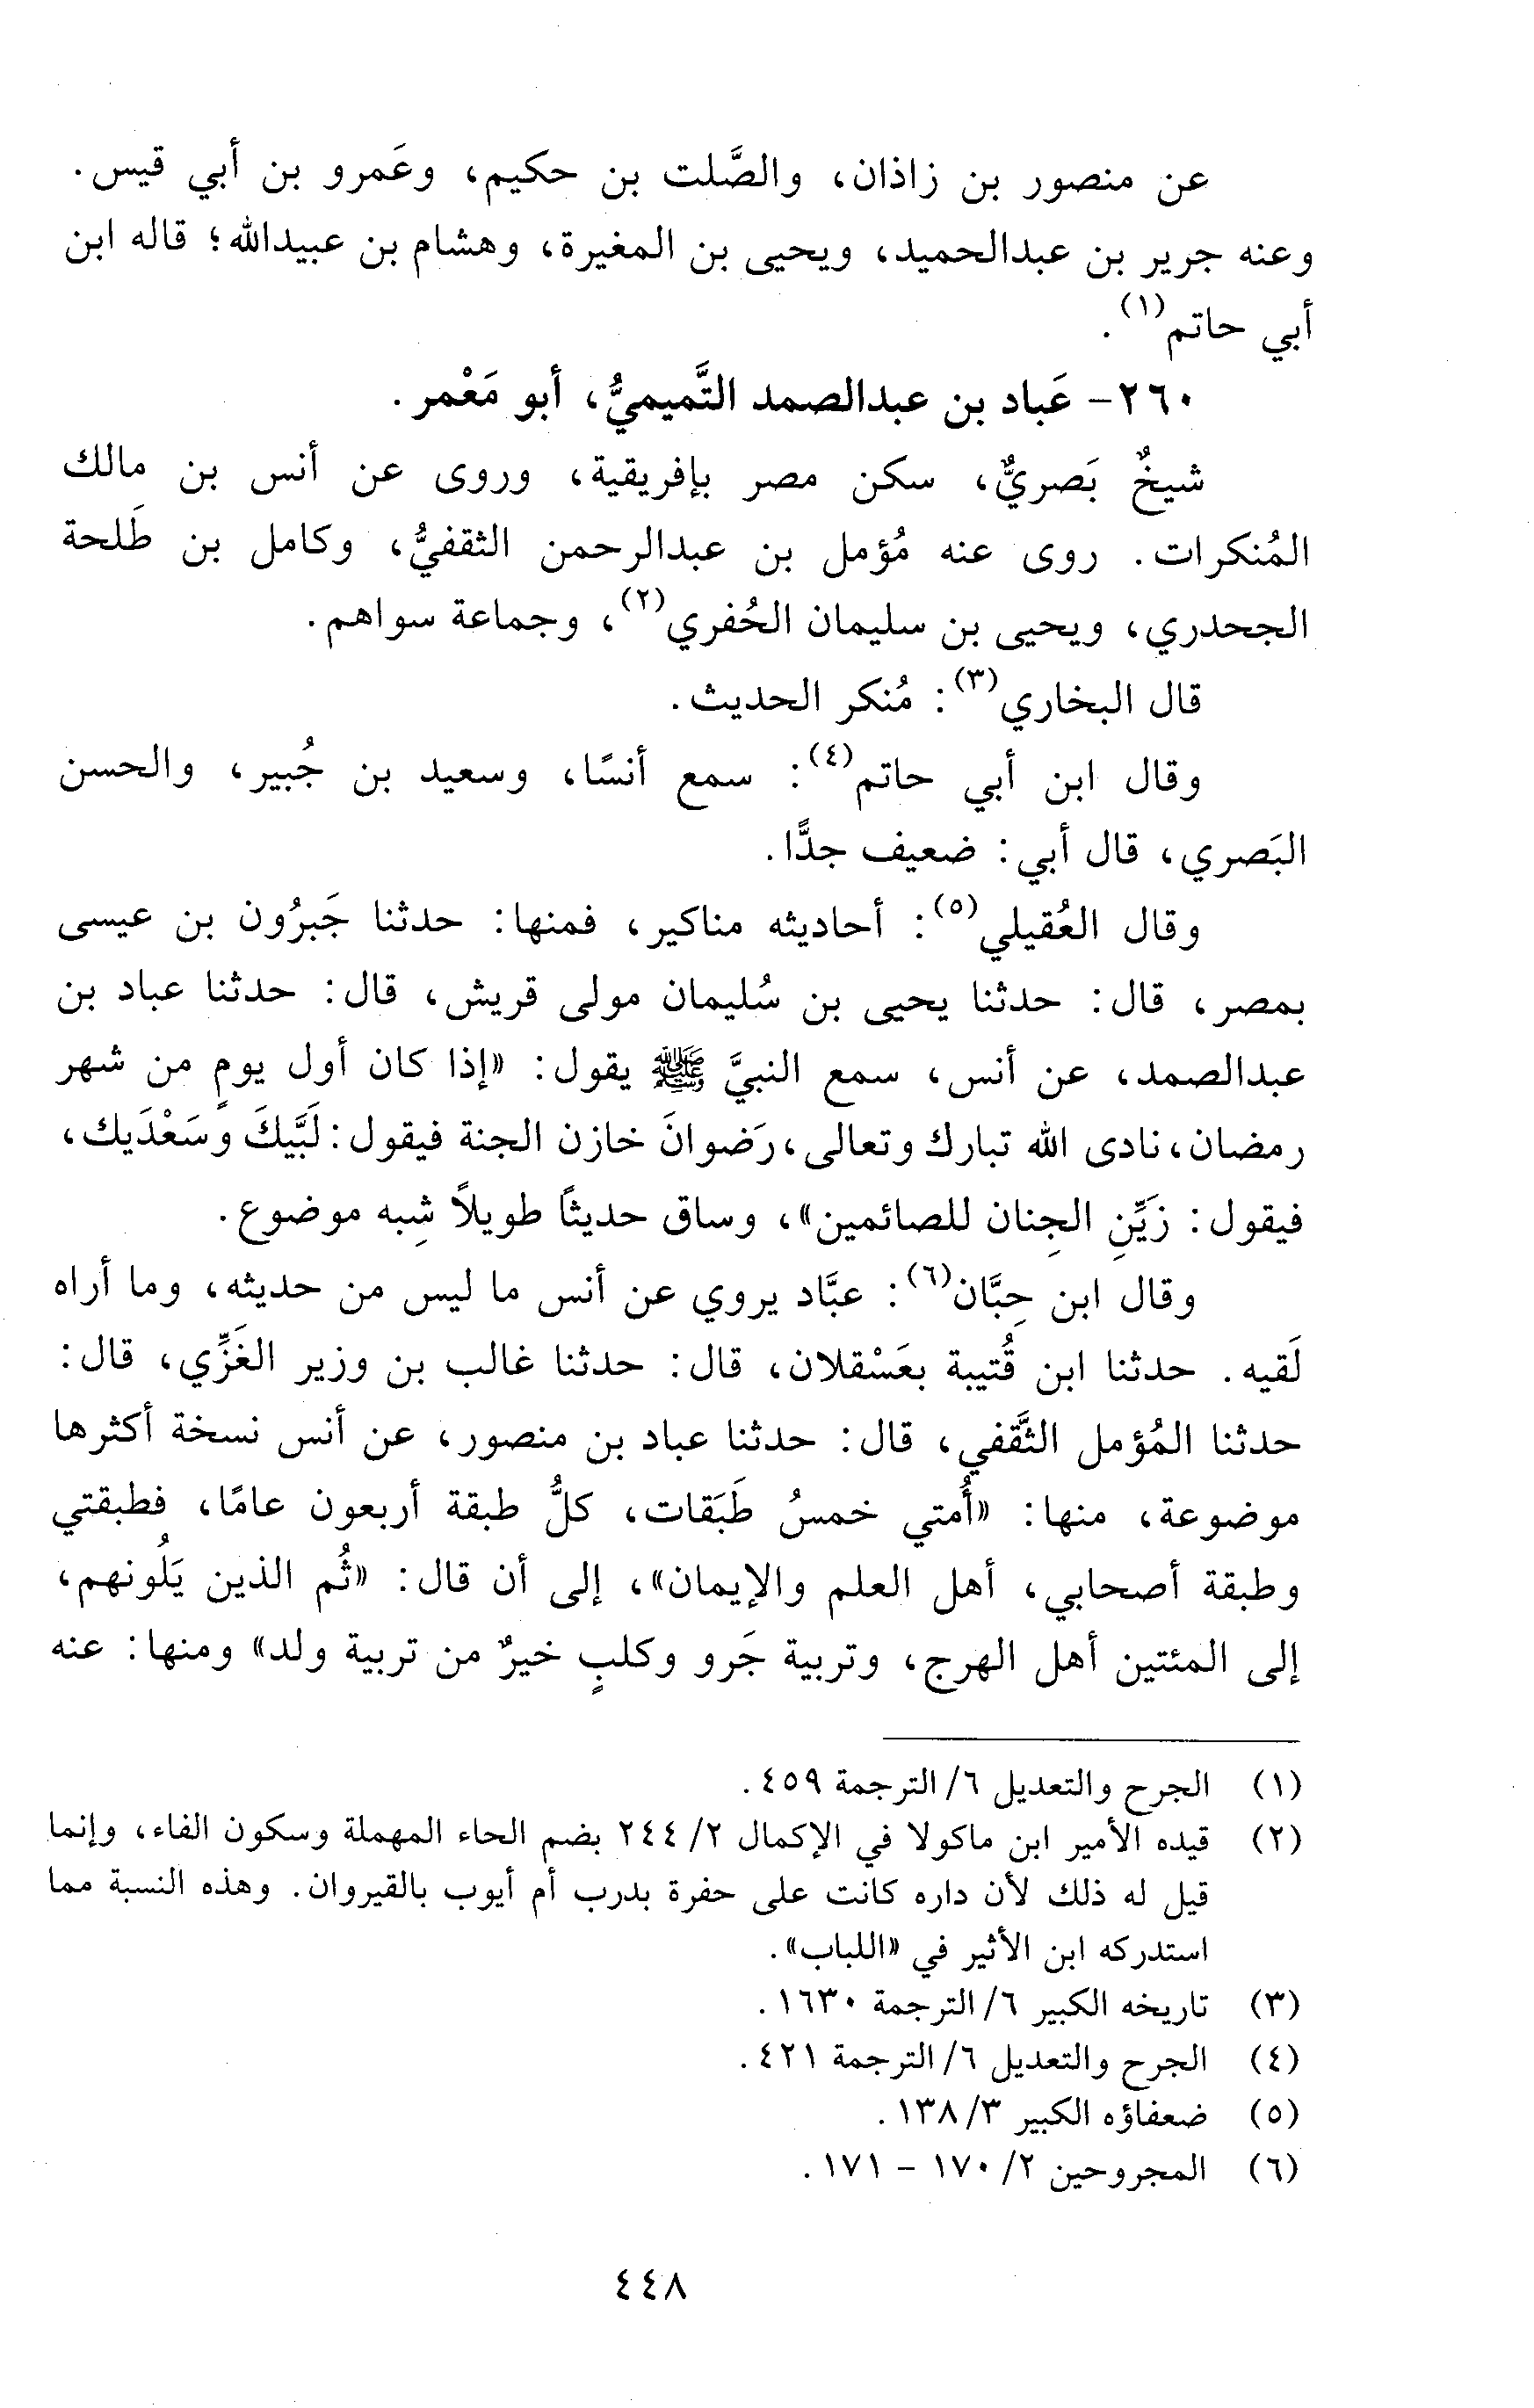 عن منصور بن زاذان، والصَّلت بن حكيم، وعَمرو بن أبي قيس.
وعنه جرير بن عبدالحميد، ويحيى بن المغيرة، وهشام بن عبيدالله؛ قاله ابن
أبي حاتم(١).
٢٦٠- عَباد بن عبدالصمد التَّميميُّ، أبو مَعْمر.
شيخٌ بَصريٌّ، سكن مصر بإفريقية، وروى عن أنس بن مالك
المُنكرات. روى عنه مُؤمل بن عبدالرحمن الثقفيُّ، وكامل بن طَلحة
الجحدري، ويحيى بن سليمان الحُفري(٢)، وجماعة سواهم.
قال البخاري(٣): مُنكر الحديث.
وقال ابن أبي حاتم(٤): سمع أنسًا، وسعيد بن جُبير، والحسن
البَصري، قال أبي: ضعيف جدًّا.
وقال العُقيلي(٥): أحاديثه مناكير، فمنها: حدثنا جَبرُون بن عيسى
بمصر، قال: حدثنا يحيى بن سُليمان مولى قريش، قال: حدثنا عباد بن
عبدالصمد، عن أنس، سمع النبيَّ ﷺ يقول: «إذا كان أول يومٍ من شهر
رمضان، نادى الله تبارك وتعالى، رَضوانَ خازن الجنة فيقول: لَبَّيكَ وسَعْدَيك،
فيقول: زَيِّنِ الجِنان للصائمين»، وساق حديثًا طويلاً شِبه موضوع.
وقال ابن حِبَّان(٦): عبَّاد يروي عن أنس ما ليس من حديثه، وما أراه
لَقيه. حدثنا ابن قُتيبة بعَسْقلان، قال: حدثنا غالب بن وزير الغَزِّي، قال:
حدثنا المُؤمل الثَّقفي، قال: حدثنا عباد بن منصور، عن أنس نسخة أكثرها
موضوعة، منها: «أُمتي خمسُ طَبَقات، كلُّ طبقة أربعون عامًا، فطبقتي
وطبقة أصحابي، أهل العلم والإيمان»، إلى أن قال: «ثُم الذين يَلُونهم،
إلى المئتين أهل الهرج، وتربية جَرو وكلبٍ خيرٌ من تربية ولد» ومنها: عنه
(١) الجرح والتعديل ٦/ الترجمة ٤٥٩.
(٢) قيده الأمير ابن ماكولا في الإكمال ٢/ ٢٤٤ بضم الحاء المهملة وسكون الفاء، وإنما
قيل له ذلك لأن داره كانت على حفرة بدرب أم أيوب بالقيروان. وهذه النسبة مما
استدركه ابن الأثير في «اللباب».
(٣) تاريخه الكبير ٦/ الترجمة ١٦٣٠.
(٤) الجرح والتعديل ٦/ الترجمة ٤٢١.
(٥) ضعفاؤه الكبير ٣/ ١٣٨.
(٦) المجروحين ٢/ ١٧٠ - ١٧١.
٤٤٨